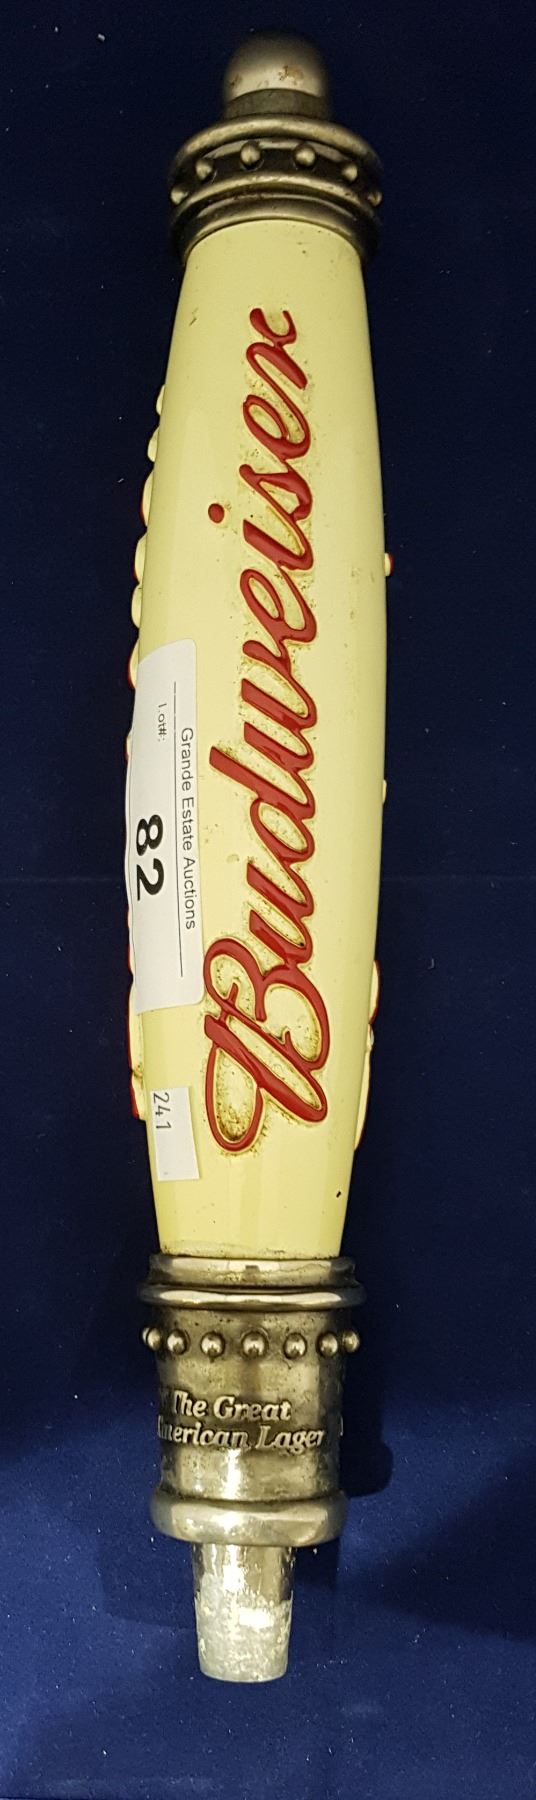 Budweiser
Grande Estate Auctions
Lot#:
82
241
The Great
American Lager